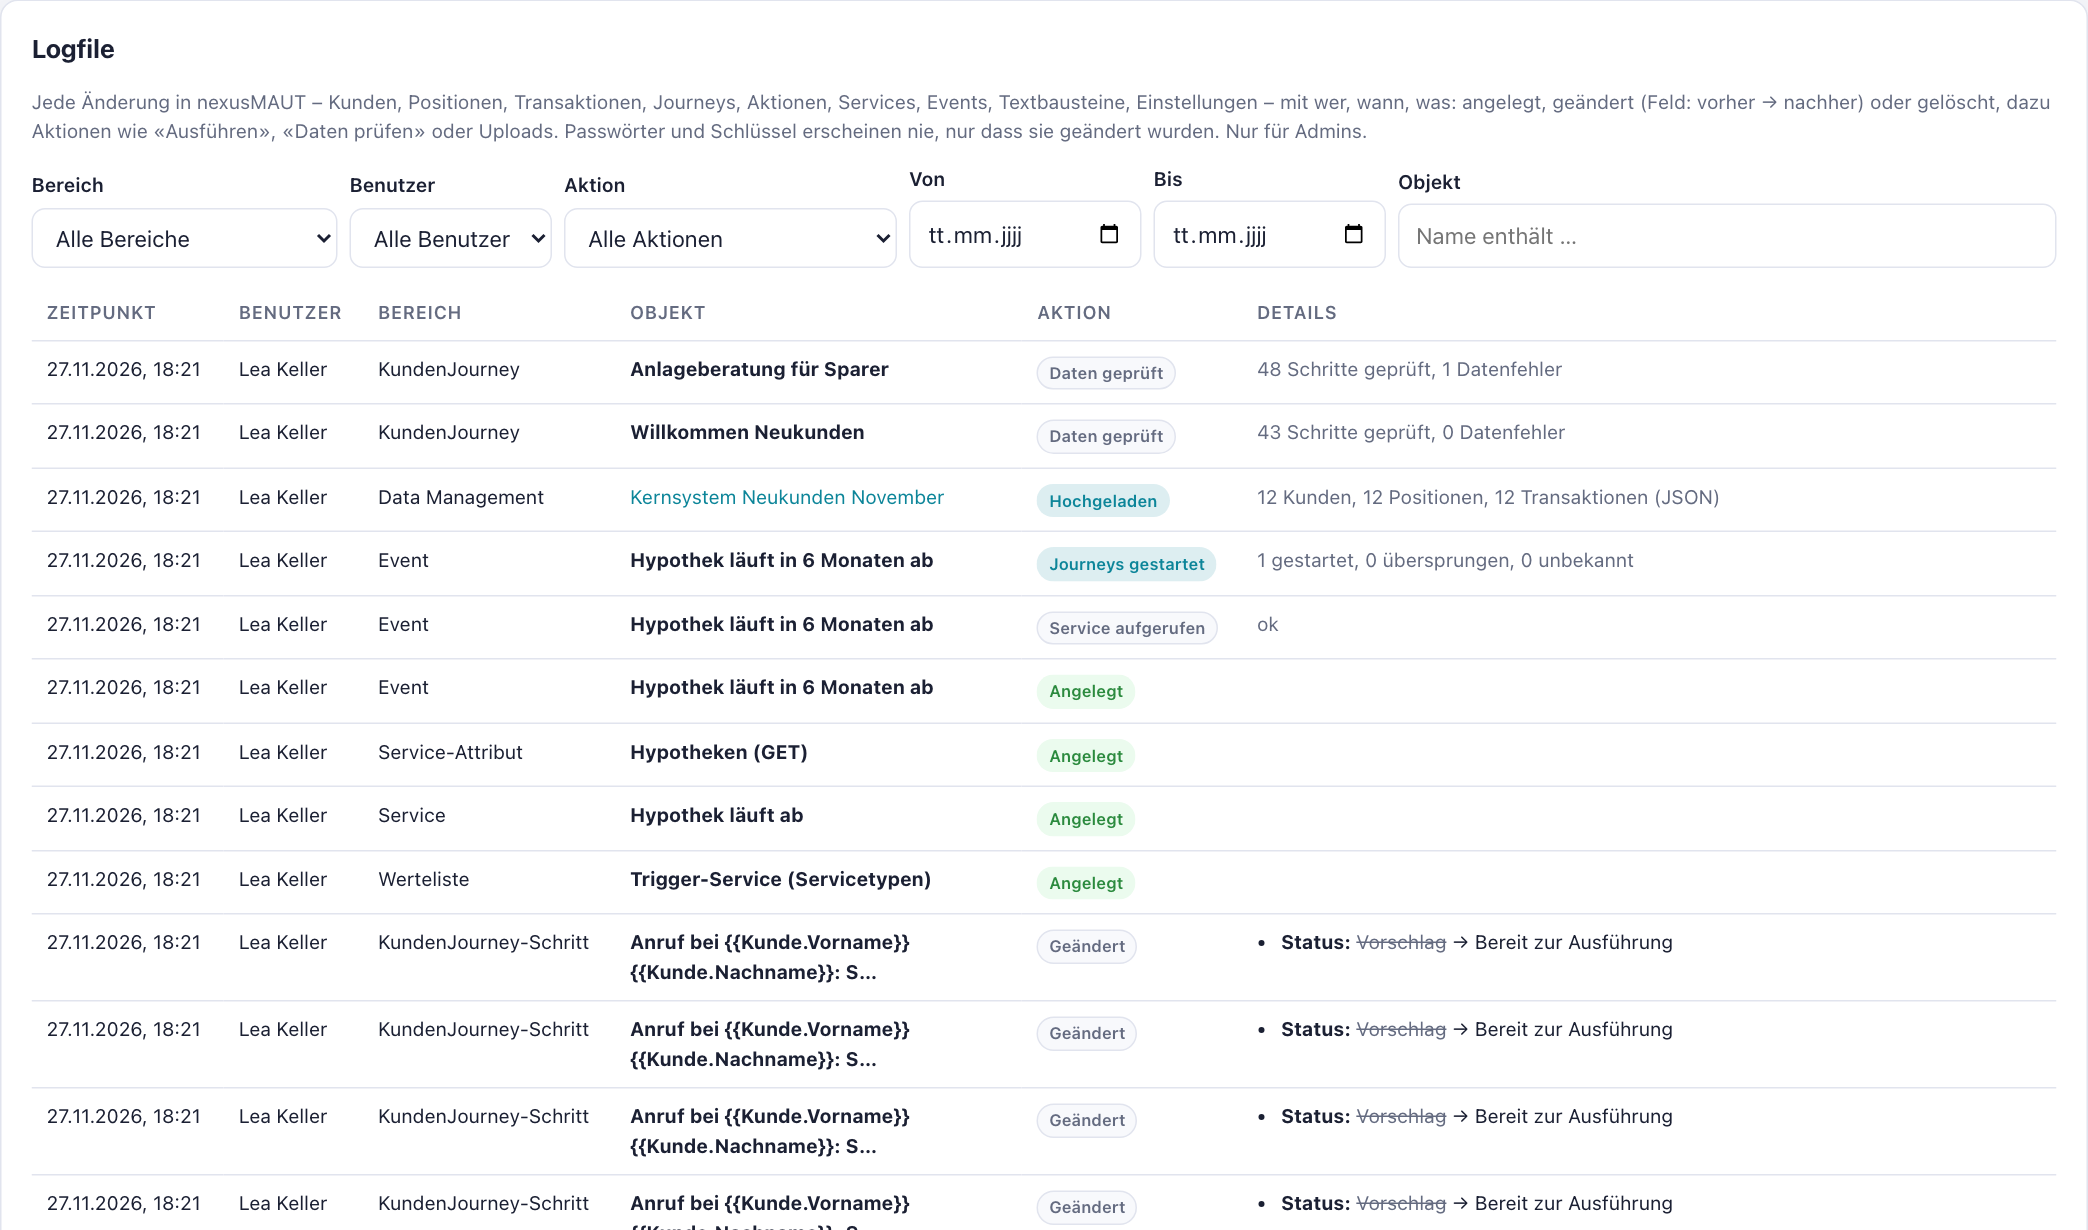 Logfile
Jede Änderung in nexusMAUT – Kunden, Positionen, Transaktionen, Journeys, Aktionen, Services, Events, Textbausteine, Einstellungen – mit wer, wann, was: angelegt, geändert (Feld: vorher → nachher) oder gelöscht, dazu
Aktionen wie «Ausführen», «Daten prüfen» oder Uploads. Passwörter und Schlüssel erscheinen nie, nur dass sie geändert wurden. Nur für Admins.
Bereich Benutzer Aktion Von Bis Objekt
Alle Bereiche Alle Benutzer Alle Aktionen tt.mm.jjjj tt.mm.jjjj Name enthält ...
ZEITPUNKT BENUTZER BEREICH OBJEKT AKTION DETAILS
27.11.2026, 18:21 Lea Keller KundenJourney Anlageberatung für Sparer Daten geprüft 48 Schritte geprüft, 1 Datenfehler
27.11.2026, 18:21 Lea Keller KundenJourney Willkommen Neukunden Daten geprüft 43 Schritte geprüft, 0 Datenfehler
27.11.2026, 18:21 Lea Keller Data Management Kernsystem Neukunden November Hochgeladen 12 Kunden, 12 Positionen, 12 Transaktionen (JSON)
27.11.2026, 18:21 Lea Keller Event Hypothek läuft in 6 Monaten ab Journeys gestartet 1 gestartet, 0 übersprungen, 0 unbekannt
27.11.2026, 18:21 Lea Keller Event Hypothek läuft in 6 Monaten ab Service aufgerufen ok
27.11.2026, 18:21 Lea Keller Event Hypothek läuft in 6 Monaten ab Angelegt
27.11.2026, 18:21 Lea Keller Service-Attribut Hypotheken (GET) Angelegt
27.11.2026, 18:21 Lea Keller Service Hypothek läuft ab Angelegt
27.11.2026, 18:21 Lea Keller Werteliste Trigger-Service (Servicetypen) Angelegt
27.11.2026, 18:21 Lea Keller KundenJourney-Schritt Anruf bei {{Kunde.Vorname}} Geändert • Status: Vorschlag → Bereit zur Ausführung
{{Kunde.Nachname}}: S...
27.11.2026, 18:21 Lea Keller KundenJourney-Schritt Anruf bei {{Kunde.Vorname}} Geändert • Status: Vorschlag → Bereit zur Ausführung
{{Kunde.Nachname}}: S...
27.11.2026, 18:21 Lea Keller KundenJourney-Schritt Anruf bei {{Kunde.Vorname}} Geändert • Status: Vorschlag → Bereit zur Ausführung
{{Kunde.Nachname}}: S...
27.11.2026, 18:21 Lea Keller KundenJourney-Schritt Anruf bei {{Kunde.Vorname}} Geändert • Status: Vorschlag → Bereit zur Ausführung